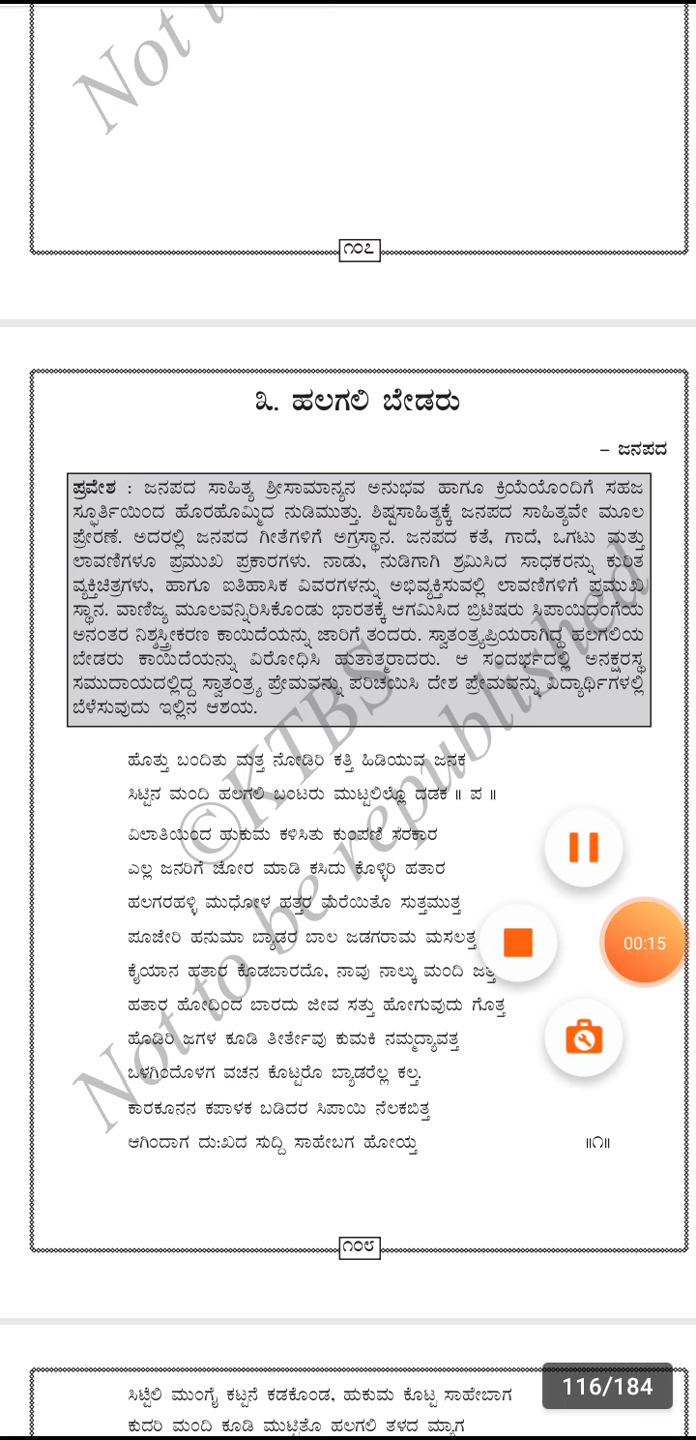 Not t
೧೦೭
೩. ಹಲಗಲಿ ಬೇಡರು
– ಜನಪದ
ಪ್ರವೇಶ : ಜನಪದ ಸಾಹಿತ್ಯ ಶ್ರೀಸಾಮಾನ್ಯನ ಅನುಭವ ಹಾಗೂ ಕ್ರಿಯೆಯೊಂದಿಗೆ ಸಹಜ
ಸ್ಫೂರ್ತಿಯಿಂದ ಹೊರಹೊಮ್ಮಿದ ನುಡಿಮುತ್ತು. ಶಿಷ್ಟಸಾಹಿತ್ಯಕ್ಕೆ ಜನಪದ ಸಾಹಿತ್ಯವೇ ಮೂಲ
ಪ್ರೇರಣೆ. ಅದರಲ್ಲಿ ಜನಪದ ಗೀತೆಗಳಿಗೆ ಅಗ್ರಸ್ಥಾನ. ಜನಪದ ಕತೆ, ಗಾದೆ, ಒಗಟು ಮತ್ತು
ಲಾವಣಿಗಳೂ ಪ್ರಮುಖ ಪ್ರಕಾರಗಳು. ನಾಡು, ನುಡಿಗಾಗಿ ಶ್ರಮಿಸಿದ ಸಾಧಕರನ್ನು ಕುರಿತ
ವ್ಯಕ್ತಿಚಿತ್ರಗಳು, ಹಾಗೂ ಐತಿಹಾಸಿಕ ವಿವರಗಳನ್ನು ಅಭಿವ್ಯಕ್ತಿಸುವಲ್ಲಿ ಲಾವಣಿಗಳಿಗೆ ಪ್ರಮುಖ
ಸ್ಥಾನ. ವಾಣಿಜ್ಯ ಮೂಲವನ್ನಿರಿಸಿಕೊಂಡು ಭಾರತಕ್ಕೆ ಆಗಮಿಸಿದ ಬ್ರಿಟಿಷರು ಸಿಪಾಯಿದಂಗೆಯ
ಅನಂತರ ನಿಶ್ಶಸ್ತ್ರೀಕರಣ ಕಾಯಿದೆಯನ್ನು ಜಾರಿಗೆ ತಂದರು. ಸ್ವಾತಂತ್ರ್ಯಪ್ರಿಯರಾಗಿದ್ದ ಹಲಗಲಿಯ
ಬೇಡರು ಕಾಯಿದೆಯನ್ನು ವಿರೋಧಿಸಿ ಹುತಾತ್ಮರಾದರು. ಆ ಸಂದರ್ಭದಲ್ಲಿ ಅನಕ್ಷರಸ್ಥ
ಸಮುದಾಯದಲ್ಲಿದ್ದ ಸ್ವಾತಂತ್ರ್ಯ ಪ್ರೇಮವನ್ನು ಪರಿಚಯಿಸಿ ದೇಶ ಪ್ರೇಮವನ್ನು ವಿದ್ಯಾರ್ಥಿಗಳಲ್ಲಿ
ಬೆಳೆಸುವುದು ಇಲ್ಲಿನ ಆಶಯ.
©KTBS
Not to be republished
ಹೊತ್ತು ಬಂದಿತು ಮತ್ತ ನೋಡಿರಿ ಕತ್ತಿ ಹಿಡಿಯುವ ಜನಕ
ಸಿಟ್ಟಿನ ಮಂದಿ ಹಲಗಲಿ ಬಂಟರು ಮುಟ್ಟಲಿಲ್ಲೊ ದಡಕ ॥ ಪ ॥
ವಿಲಾತಿಯಿಂದ ಹುಕುಮ ಕಳಿಸಿತು ಕುಂಪಣಿ ಸರಕಾರ
ಎಲ್ಲ ಜನರಿಗೆ ಜೋರ ಮಾಡಿ ಕಸಿದು ಕೊಳ್ಳಿರಿ ಹತಾರ
ಹಲಗರಹಳ್ಳಿ ಮುಧೋಳ ಹತ್ತರ ಮೆರೆಯಿತೊ ಸುತ್ತಮುತ್ತ
ಪೂಜೇರಿ ಹನುಮಾ ಬ್ಯಾಡರ ಬಾಲ ಜಡಗರಾಮ ಮಸಲತ್ತ
ಕೈಯಾನ ಹತಾರ ಕೊಡಬಾರದೊ, ನಾವು ನಾಲ್ಕು ಮಂದಿ
ಹತಾರ ಹೋದಿಂದ ಬಾರದು ಜೀವ ಸತ್ತು ಹೋಗುವುದು ಗೊತ್ತ
ಹೊಡಿರಿ ಜಗಳ ಕೂಡಿ ತೀರ್ತೇವು ಕುಮಕಿ ನಮ್ಮದ್ಯಾವತ್ತ
ಒಳಗಿಂದೊಳಗ ವಚನ ಕೊಟ್ಟರೊ ಬ್ಯಾಡರೆಲ್ಲ ಕಲ್ತ.
ಕಾರಕೂನನ ಕಪಾಳಕ ಬಡಿದರ ಸಿಪಾಯಿ ನೆಲಕಬಿತ್ತ
ಆಗಿಂದಾಗ ದು:ಖದ ಸುದ್ದಿ ಸಾಹೇಬಗ ಹೋಯ್ತ ॥೧॥
00:15
೧೦೮
ಸಿಟ್ಟೆಲಿ ಮುಂಗೈ ಕಟ್ಟನೆ ಕಡಕೊಂಡ, ಹುಕುಮ ಕೊಟ್ಟ ಸಾಹೇಬಾಗ
116/184
ಕುದರಿ ಮಂದಿ ಕೂಡಿ ಮುಟ್ಟಿತೊ ಹಲಗಲಿ ತಳದ ಮ್ಯಾಗ